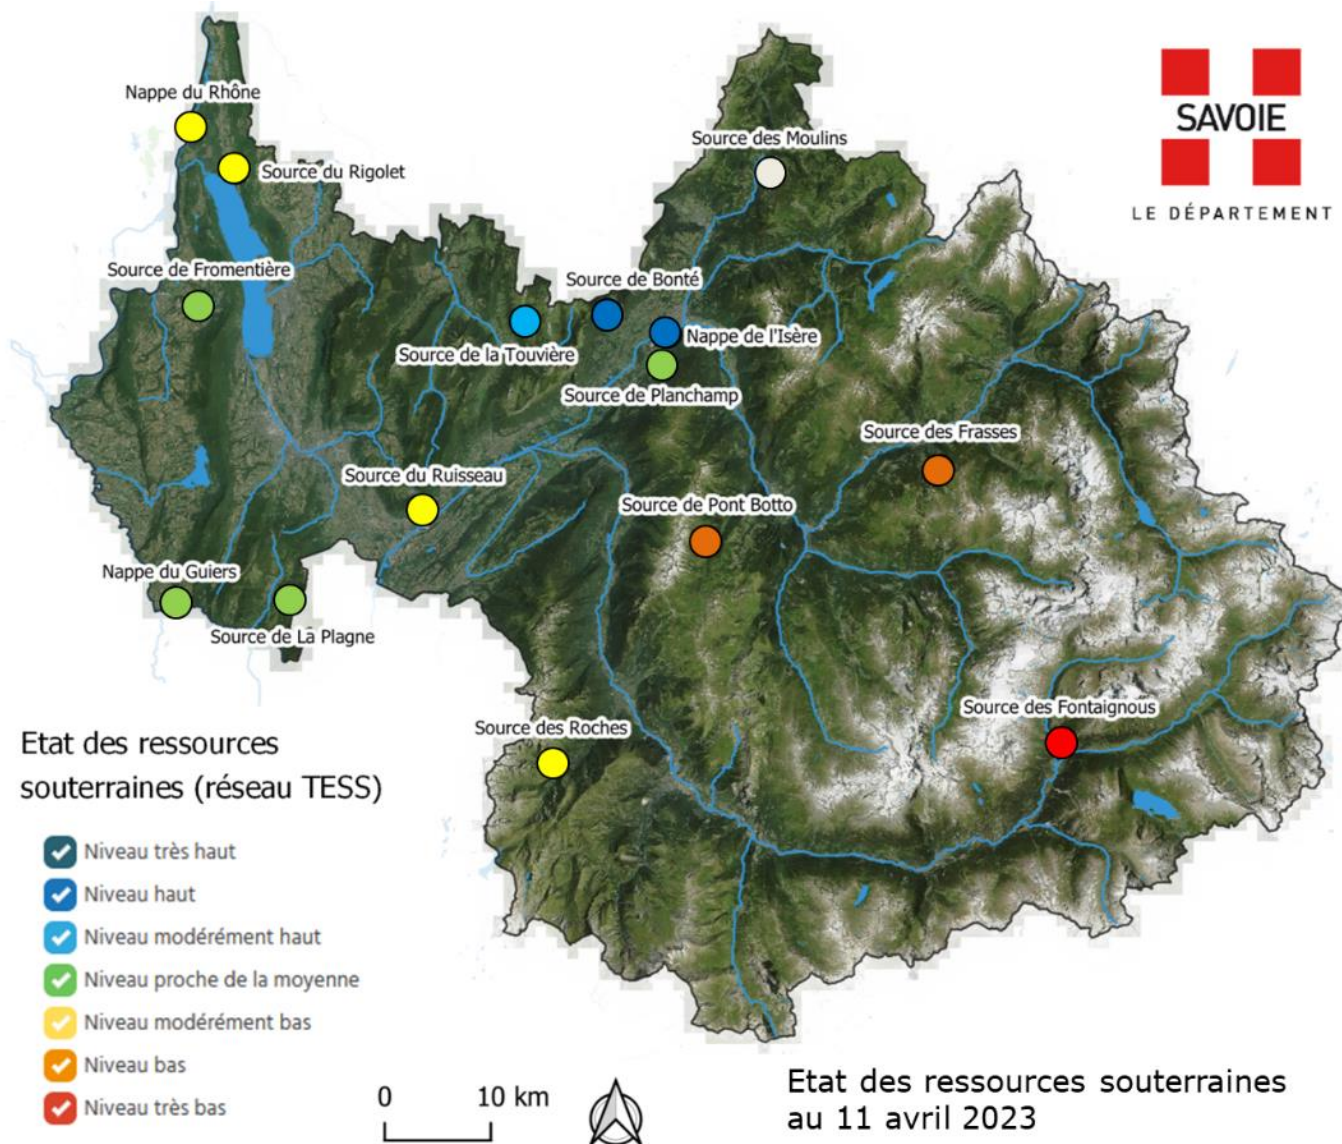 Nappe du Rhône
SAVOIE
LE DÉPARTEMENT
Source des Moulins
Source du Rigolet
Source de Fromentière
Source de Bonté
Nappe de l'Isère
Source de la Touvière
Source de Planchamp
Source des Frasses
Source du Ruisseau
Source de Pont Botto
Nappe du Guiers
Source de La Plagne
Source des Fontaignous
Source des Roches
Etat des ressources
souterraines (réseau TESS)
Niveau très haut
Niveau haut
Niveau modérément haut
Niveau proche de la moyenne
Niveau modérément bas
Niveau bas
Niveau très bas
0 10 km
Etat des ressources souterraines
au 11 avril 2023